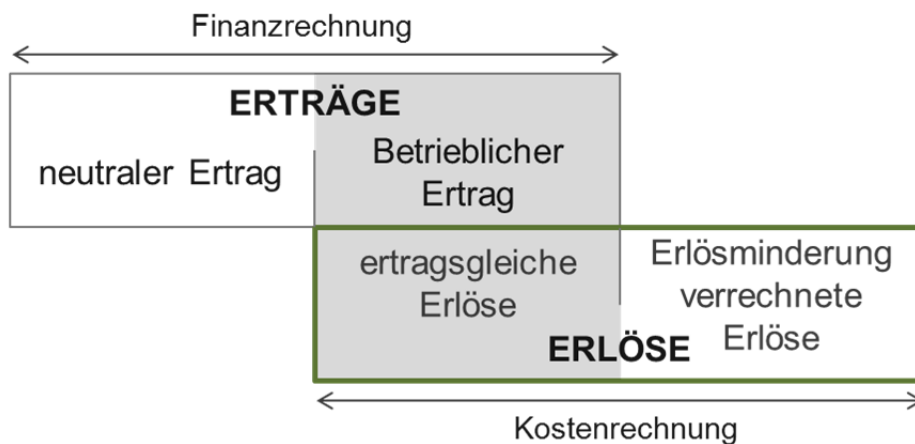 Finanzrechnung
ERTRÄGE
neutraler Ertrag
Betrieblicher
Ertrag
ertragsgleiche
Erlöse
Erlösminderung
verrechnete
Erlöse
ERLÖSE
Kostenrechnung